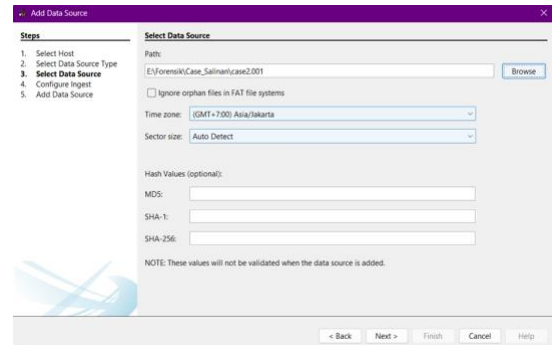 Add Data Source
Steps
1. Select Host
2. Select Data Source Type
3. Select Data Source
4. Configure Ingest
5. Add Data Source
Select Data Source
Path:
E:\Forensik\Case_Salinan\case2.001
Browse
Ignore orphan files in FAT file systems
Time zone: (GMT+7:00) Asia/Jakarta
Sector size: Auto Detect
Hash Values (optional):
MD5:
SHA-1:
SHA-256:
NOTE: These values will not be validated when the data source is added.
< Back Next > Finish Cancel Help